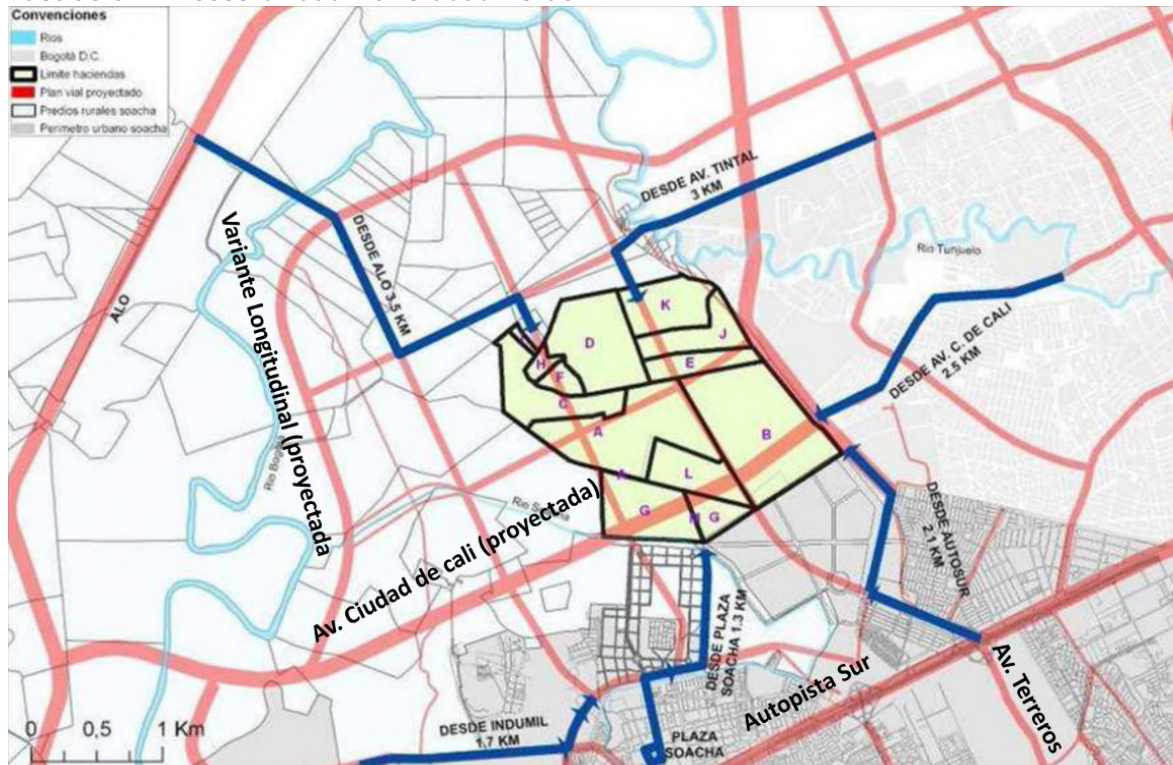 Convenciones
Rios
Bogotá D.C.
Limite haciendas
Plan vial proyectado
Predios rurales soacha
Perimetro urbano soacha
DESDE AV. TINTAL
3 KM
Rio Tunjuelo
DESDE ALO 3.5 KM
Variante Longitudinal (proyectada)
ALO
K
J
D
E
H
F
C
DESDE AV. C. DE CALI
2.5 KM
A
B
Rio Bogotá
A
L
G
G
Av. Ciudad de cali (proyectada)
DESDE AUTOSUR
2.1 KM
DESDE PLAZA
SOACHA 1.3 KM
Autopista Sur
Av. Terreros
0 0,5 1 Km
DESDE INDUMIL
1.7 KM
PLAZA
SOACHA